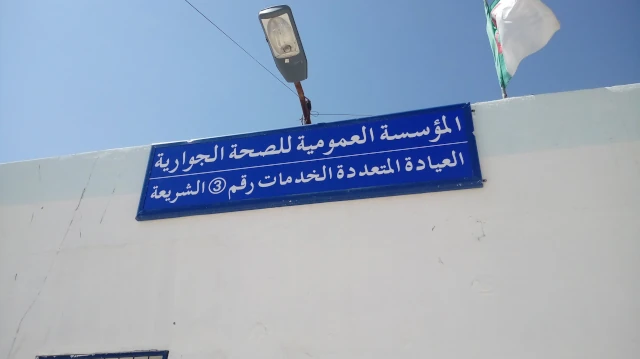 المؤسسة العمومية للصحة الجوارية
العيادة المتعددة الخدمات رقم ③ الشريعة